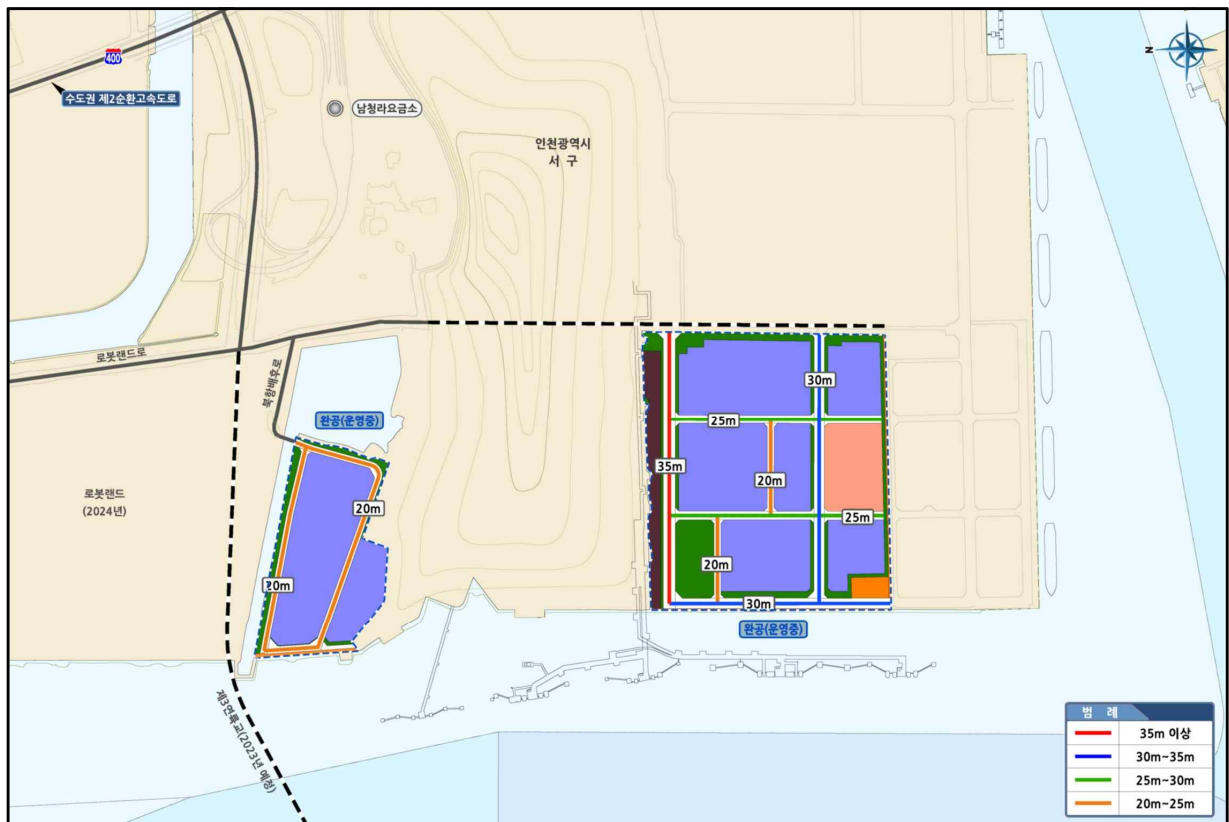 400
수도권 제2순환고속도로
남청라요금소
N
인천광역시
서 구
로봇랜드로
북항배후로
완공(운영중)
30m
25m
35m
20m
20m
로봇랜드
(2024년)
25m
20m
20m
30m
완공(운영중)
제3연륙교(2023년 예정)
범 례
35m 이상
30m~35m
25m~30m
20m~25m